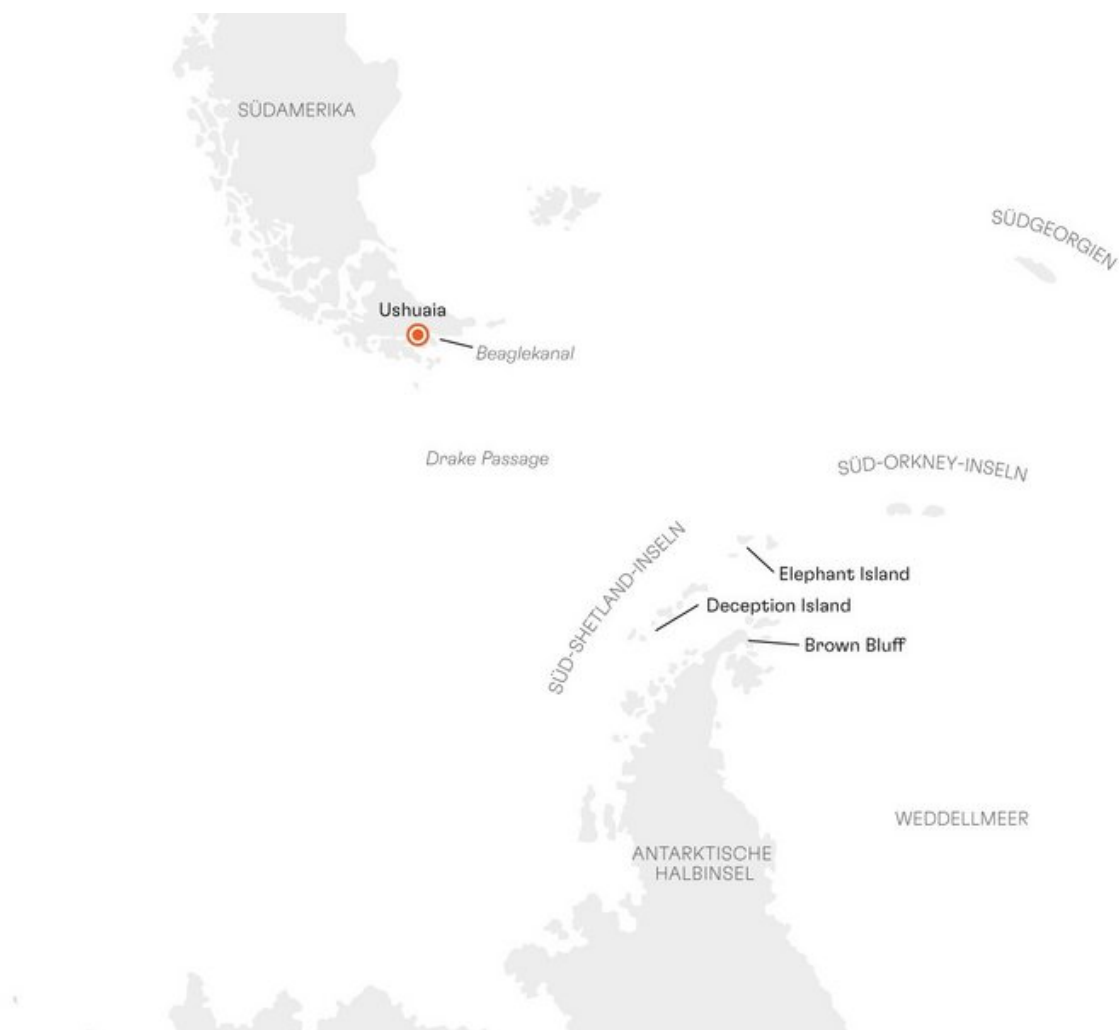 SÜDAMERIKA
SÜDGEORGIEN
Ushuaia
Beaglekanal
Drake Passage
SÜD-ORKNEY-INSELN
SÜD-SHETLAND-INSELN
Elephant Island
Deception Island
Brown Bluff
WEDDELLMEER
ANTARKTISCHE
HALBINSEL